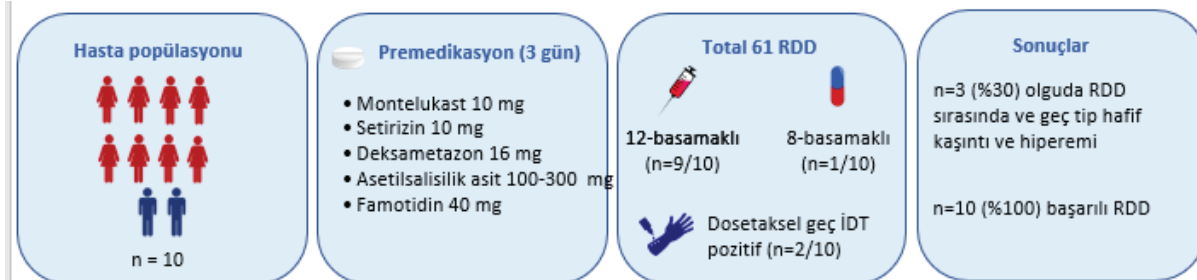 Hasta popülasyonu
n = 10
Premedikasyon (3 gün)
• Montelukast 10 mg
• Setirizin 10 mg
• Deksametazon 16 mg
• Asetilsalisilik asit 100-300 mg
• Famotidin 40 mg
Total 61 RDD
12-basamaklı
(n=9/10)
8-basamaklı
(n=1/10)
Dosetaksel geç İDT
pozitif (n=2/10)
Sonuçlar
n=3 (%30) olguda RDD
sırasında ve geç tip hafif
kaşıntı ve hiperemi
n=10 (%100) başarılı RDD